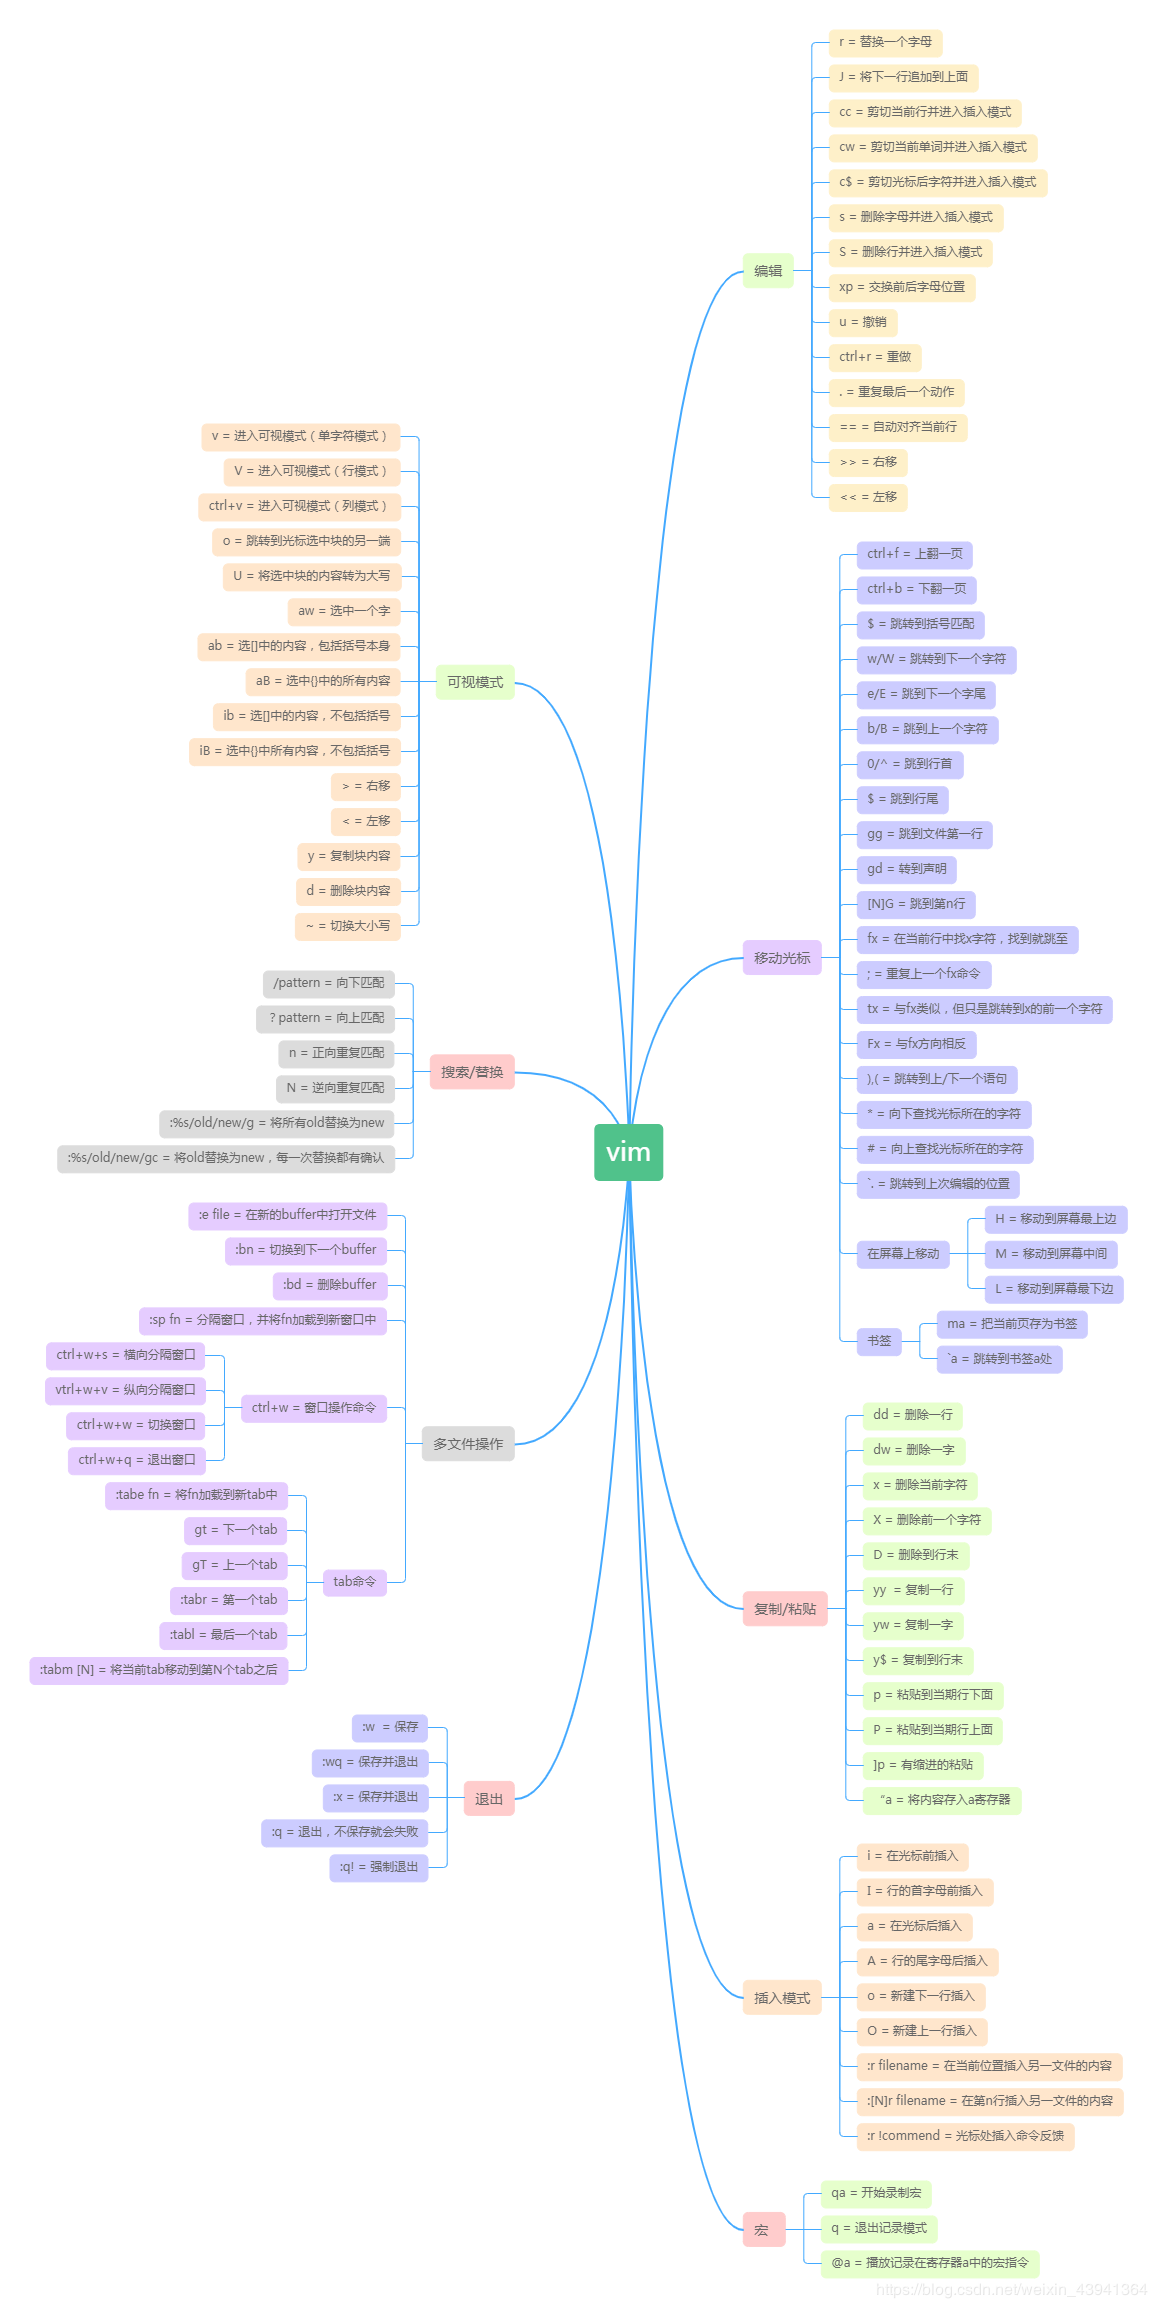 vim
编辑
r = 替换一个字母
J = 将下一行追加到上面
cc = 剪切当前行并进入插入模式
cw = 剪切当前单词并进入插入模式
c$ = 剪切光标后字符并进入插入模式
s = 删除字母并进入插入模式
S = 删除行并进入插入模式
xp = 交换前后字母位置
u = 撤销
ctrl+r = 重做
. = 重复最后一个动作
== = 自动对齐当前行
>> = 右移
<< = 左移
移动光标
ctrl+f = 上翻一页
ctrl+b = 下翻一页
$ = 跳转到括号匹配
w/W = 跳转到下一个字符
e/E = 跳到下一个字尾
b/B = 跳到上一个字符
0/^ = 跳到行首
$ = 跳到行尾
gg = 跳到文件第一行
gd = 转到声明
[N]G = 跳到第n行
fx = 在当前行中找x字符，找到就跳至
; = 重复上一个fx命令
tx = 与fx类似，但只是跳转到x的前一个字符
Fx = 与fx方向相反
),( = 跳转到上/下一个语句
* = 向下查找光标所在的字符
# = 向上查找光标所在的字符
`. = 跳转到上次编辑的位置
在屏幕上移动
H = 移动到屏幕最上边
M = 移动到屏幕中间
L = 移动到屏幕最下边
书签
ma = 把当前页存为书签
`a = 跳转到书签a处
复制/粘贴
dd = 删除一行
dw = 删除一字
x = 删除当前字符
X = 删除前一个字符
D = 删除到行末
yy  = 复制一行
yw = 复制一字
y$ = 复制到行末
p = 粘贴到当期行下面
P = 粘贴到当期行上面
]p = 有缩进的粘贴
“a = 将内容存入a寄存器
插入模式
i = 在光标前插入
I = 行的首字母前插入
a = 在光标后插入
A = 行的尾字母后插入
o = 新建下一行插入
O = 新建上一行插入
:r filename = 在当前位置插入另一文件的内容
:[N]r filename = 在第n行插入另一文件的内容
:r !commend = 光标处插入命令反馈
宏
qa = 开始录制宏
q = 退出记录模式
@a = 播放记录在寄存器a中的宏指令
可视模式
v = 进入可视模式（单字符模式）
V = 进入可视模式（行模式）
ctrl+v = 进入可视模式（列模式）
o = 跳转到光标选中块的另一端
U = 将选中块的内容转为大写
aw = 选中一个字
ab = 选[]中的内容，包括括号本身
aB = 选中{}中的所有内容
ib = 选[]中的内容，不包括括号
iB = 选中{}中所有内容，不包括括号
> = 右移
< = 左移
y = 复制块内容
d = 删除块内容
~ = 切换大小写
搜索/替换
/pattern = 向下匹配
? pattern = 向上匹配
n = 正向重复匹配
N = 逆向重复匹配
:%s/old/new/g = 将所有old替换为new
:%s/old/new/gc = 将old替换为new，每一次替换都有确认
多文件操作
:e file = 在新的buffer中打开文件
:bn = 切换到下一个buffer
:bd = 删除buffer
:sp fn = 分隔窗口，并将fn加载到新窗口中
ctrl+w = 窗口操作命令
ctrl+w+s = 横向分隔窗口
vtrl+w+v = 纵向分隔窗口
ctrl+w+w = 切换窗口
ctrl+w+q = 退出窗口
tab命令
:tabe fn = 将fn加载到新tab中
gt = 下一个tab
gT = 上一个tab
:tabr = 第一个tab
:tabl = 最后一个tab
:tabm [N] = 将当前tab移动到第N个tab之后
退出
:w  = 保存
:wq = 保存并退出
:x = 保存并退出
:q = 退出，不保存就会失败
:q! = 强制退出
https://blog.csdn.net/weixin_43941364